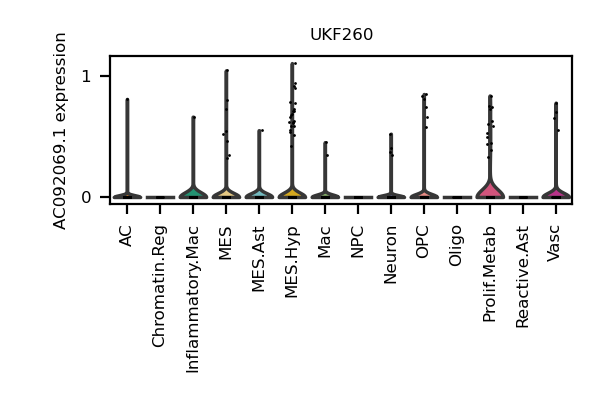 UKF260
AC092069.1 expression
1
0
AC
Chromatin.Reg
Inflammatory.Mac
MES
MES.Ast
MES.Hyp
Mac
NPC
Neuron
OPC
Oligo
Prolif.Metab
Reactive.Ast
Vasc